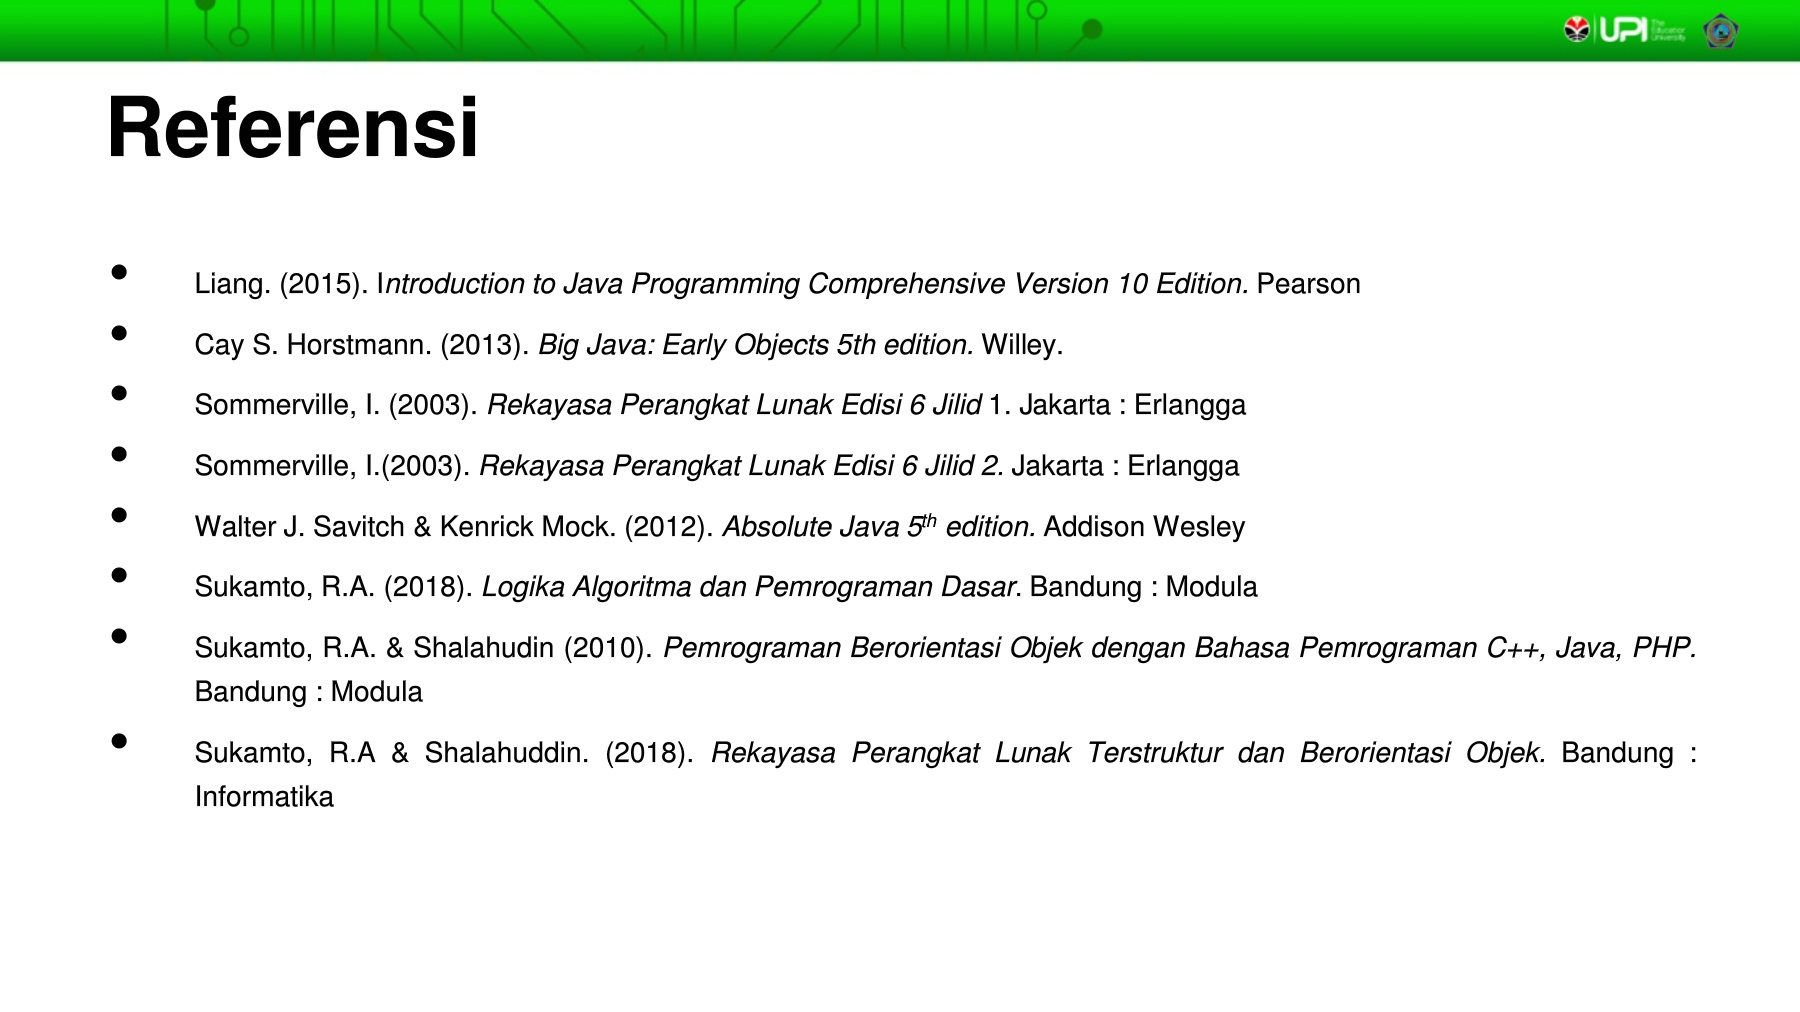 UPI The Education University
Referensi
• Liang. (2015). Introduction to Java Programming Comprehensive Version 10 Edition. Pearson
• Cay S. Horstmann. (2013). Big Java: Early Objects 5th edition. Willey.
• Sommerville, I. (2003). Rekayasa Perangkat Lunak Edisi 6 Jilid 1. Jakarta : Erlangga
• Sommerville, I.(2003). Rekayasa Perangkat Lunak Edisi 6 Jilid 2. Jakarta : Erlangga
• Walter J. Savitch & Kenrick Mock. (2012). Absolute Java 5th edition. Addison Wesley
• Sukamto, R.A. (2018). Logika Algoritma dan Pemrograman Dasar. Bandung : Modula
• Sukamto, R.A. & Shalahudin (2010). Pemrograman Berorientasi Objek dengan Bahasa Pemrograman C++, Java, PHP.
Bandung : Modula
• Sukamto, R.A & Shalahuddin. (2018). Rekayasa Perangkat Lunak Terstruktur dan Berorientasi Objek. Bandung :
Informatika